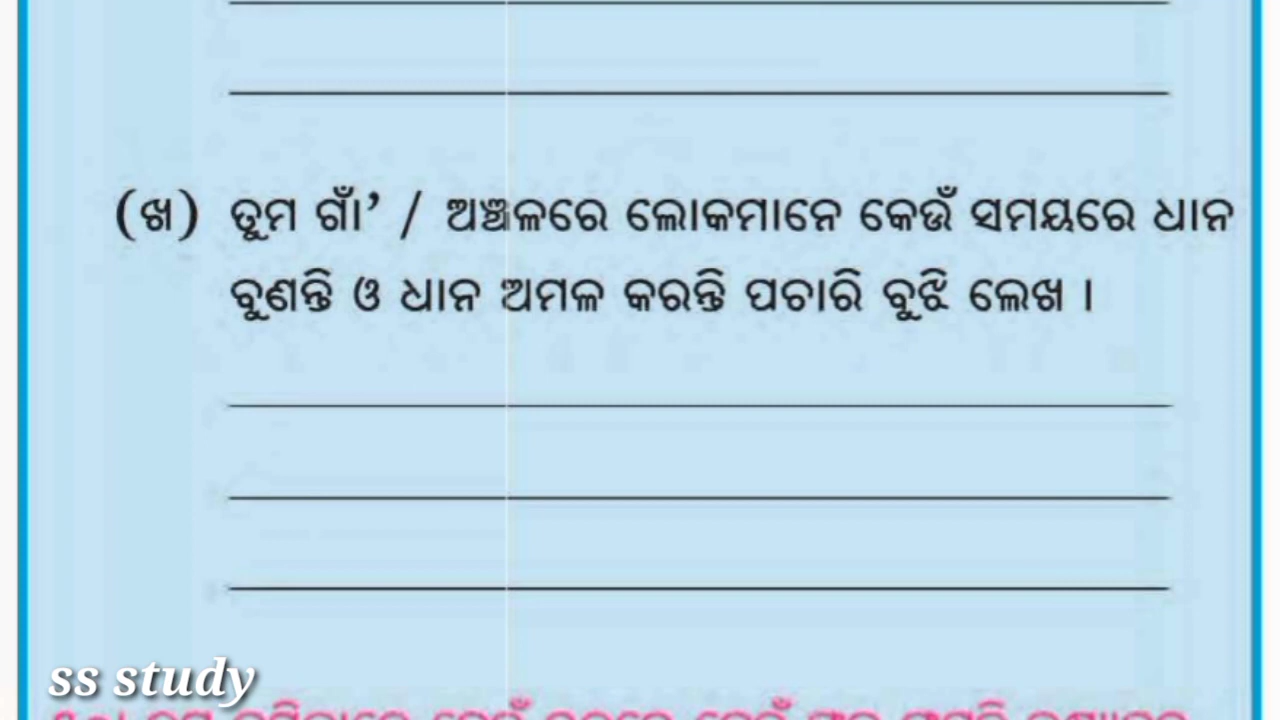 (ଖ) ତୁମ ଗାଁ’ / ଅଞ୍ଚଳରେ ଲୋକମାନେ କେଉଁ ସମୟରେ ଧାନ
ବୁଣନ୍ତି ଓ ଧାନ ଅମଳ କରନ୍ତି ପଚାରି ବୁଝି ଲେଖ ।
ss study